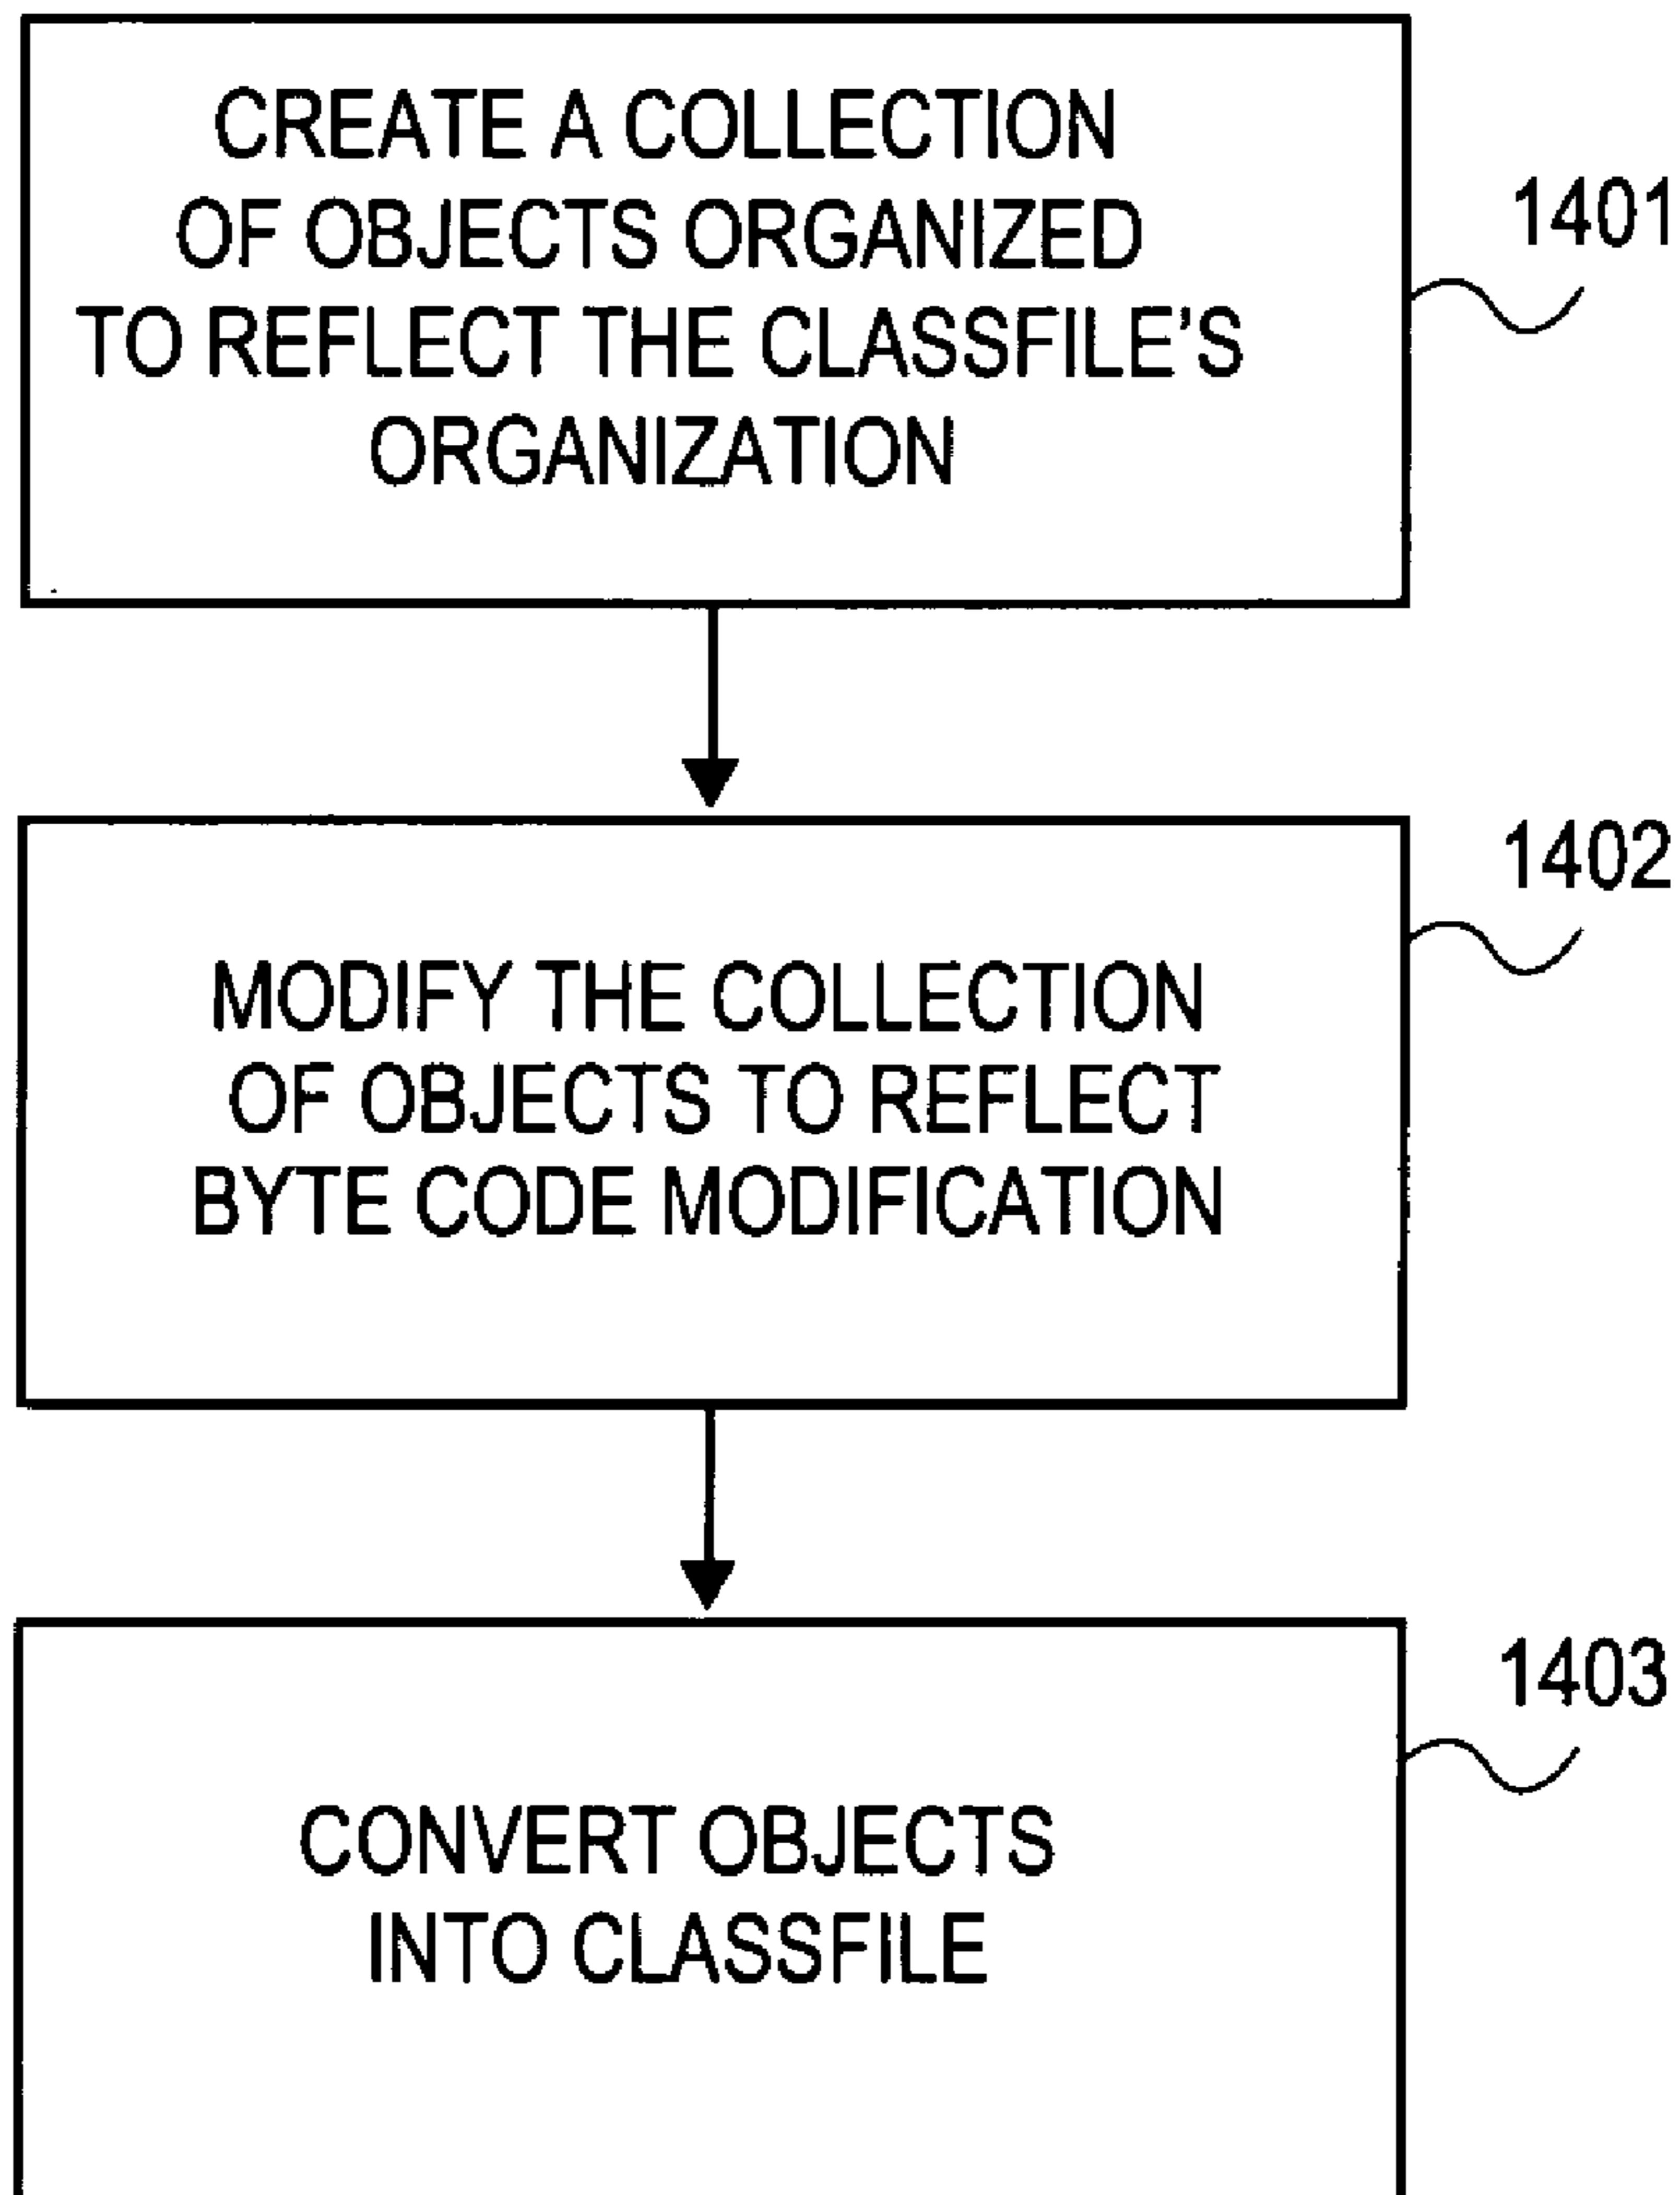 CREATE A COLLECTION
OF OBJECTS ORGANIZED
TO REFLECT THE CLASSFILE'S
ORGANIZATION
1401
MODIFY THE COLLECTION
OF OBJECTS TO REFLECT
BYTE CODE MODIFICATION
1402
CONVERT OBJECTS
INTO CLASSFILE
1403